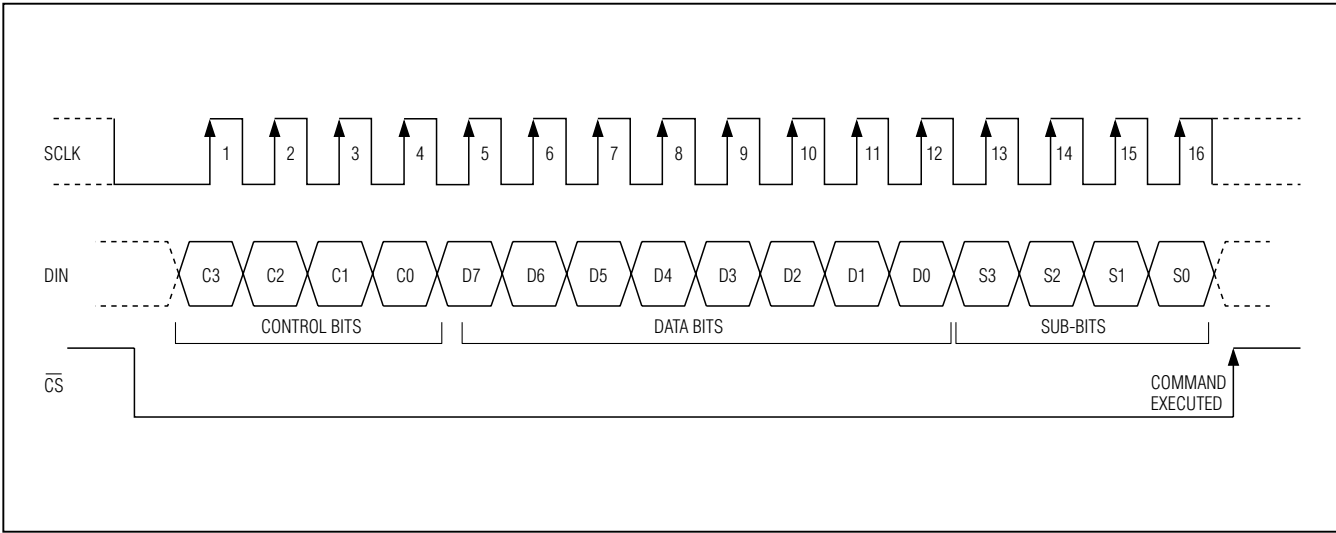 SCLK 1 2 3 4 5 6 7 8 9 10 11 12 13 14 15 16
DIN C3 C2 C1 C0 D7 D6 D5 D4 D3 D2 D1 D0 S3 S2 S1 S0
CONTROL BITS DATA BITS SUB-BITS
C̅S̅ COMMAND
EXECUTED